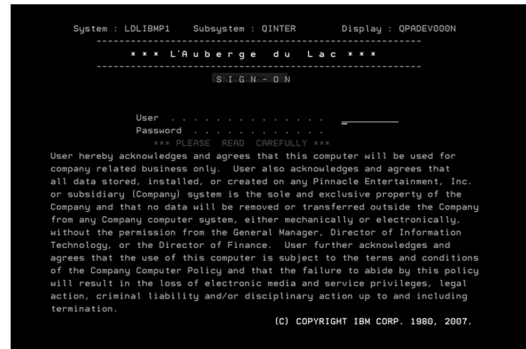 System : LDLIBMP1 Subsystem : QINTER Display : QPADEV000N
------------------------------------------------------
* * * L'Auberge du Lac * * *
------------------------------------------------------
SIGN-ON
User . . . . . . . . . . . . . .
Password . . . . . . . . . . . .
*** PLEASE READ CAREFULLY ***
User hereby acknowledges and agrees that this computer will be used for
company related business only. User also acknowledges and agrees that
all data stored, installed, or created on any Pinnacle Entertainment, Inc.
or subsidiary (Company) system is the sole and exclusive property of the
Company and that no data will be removed or transferred outside the Company
from any Company computer system, either mechanically or electronically,
without the permission from the General Manager, Director of Information
Technology, or the Director of Finance. User further acknowledges and
agrees that the use of this computer is subject to the terms and conditions
of the Company Computer Policy and that the failure to abide by this policy
will result in the loss of electronic media and service privileges, legal
action, criminal liability and/or disciplinary action up to and including
termination.
(C) COPYRIGHT IBM CORP. 1980, 2007.